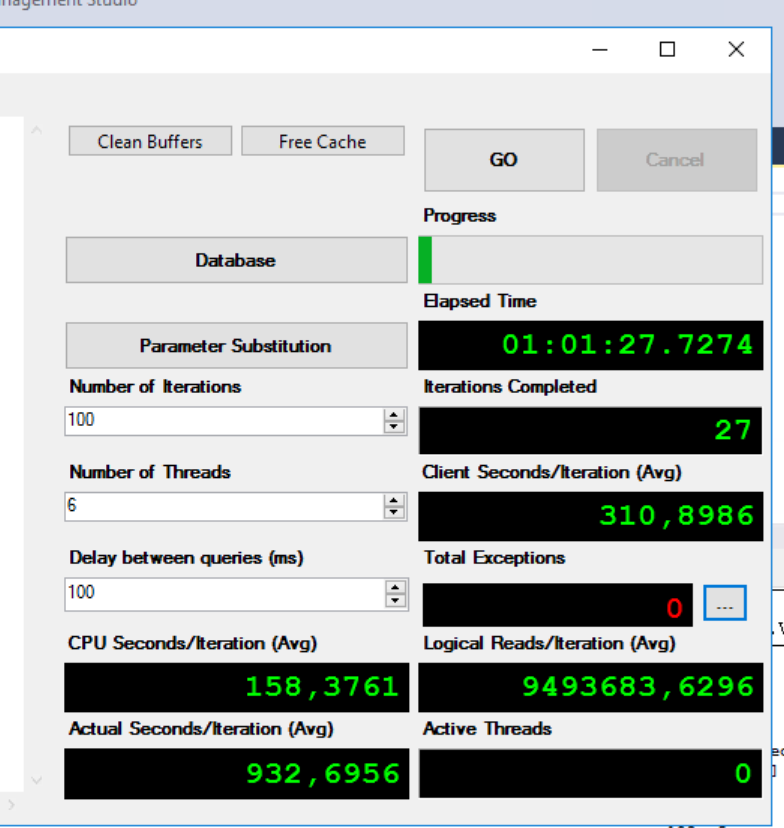 Management Studio
Clean Buffers
Free Cache
GO
Cancel
Progress
Database
Elapsed Time
01:01:27.7274
Parameter Substitution
Number of Iterations
Iterations Completed
100
27
Number of Threads
Client Seconds/Iteration (Avg)
6
310,8986
Delay between queries (ms)
Total Exceptions
100
0
...
CPU Seconds/Iteration (Avg)
Logical Reads/Iteration (Avg)
158,3761
9493683,6296
Actual Seconds/Iteration (Avg)
Active Threads
932,6956
0